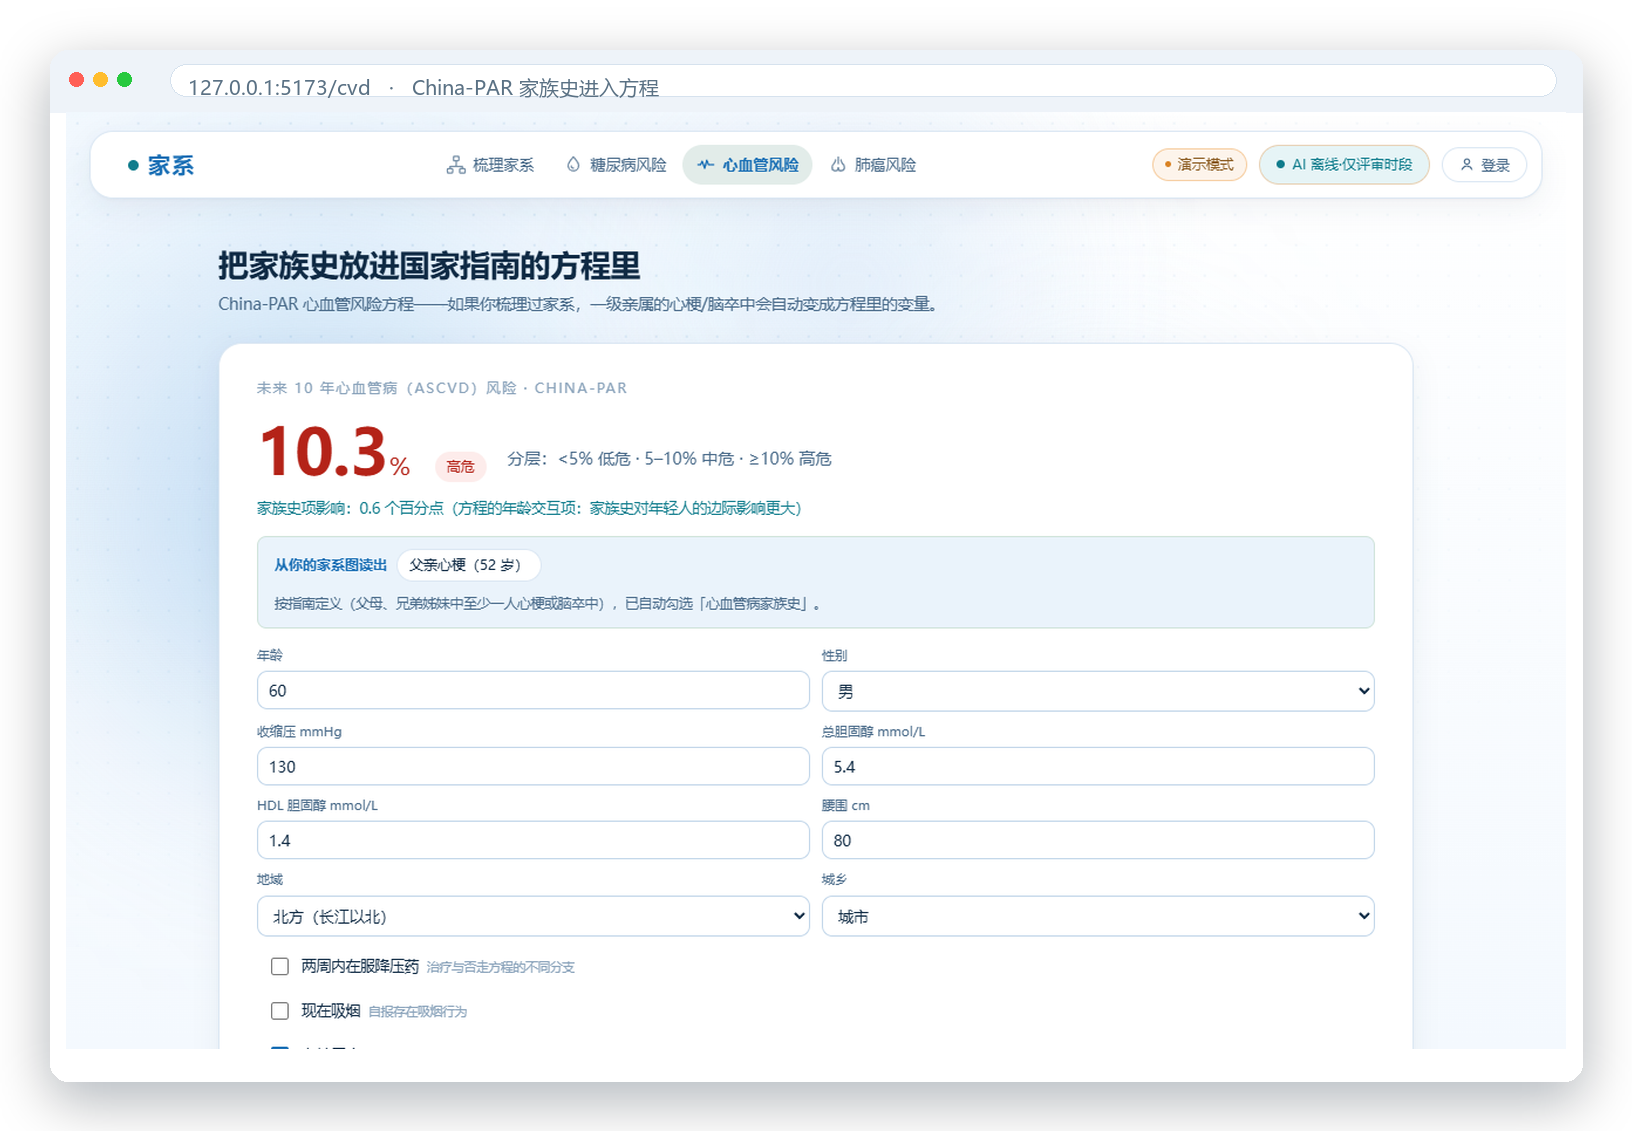 127.0.0.1:5173/cvd · China-PAR 家族史进入方程
家系 梳理家系 糖尿病风险 心血管风险 肺癌风险 演示模式 AI 离线·仅评审时段 登录
把家族史放进国家指南的方程里
China-PAR 心血管风险方程——如果你梳理过家系，一级亲属的心梗/脑卒中会自动变成方程里的变量。
未来 10 年心血管病（ASCVD）风险 · CHINA-PAR
10.3% 高危 分层：<5% 低危 · 5–10% 中危 · ≥10% 高危
家族史项影响：0.6 个百分点（方程的年龄交互项：家族史对年轻人的边际影响更大）
从你的家系图读出 父亲心梗（52 岁）
按指南定义（父母、兄弟姊妹中至少一人心梗或脑卒中），已自动勾选「心血管病家族史」。
年龄 性别
60 男
收缩压 mmHg 总胆固醇 mmol/L
130 5.4
HDL 胆固醇 mmol/L 腰围 cm
1.4 80
地域 城乡
北方（长江以北） 城市
两周内在服降压药 治疗与否走方程的不同分支
现在吸烟 自报存在吸烟行为